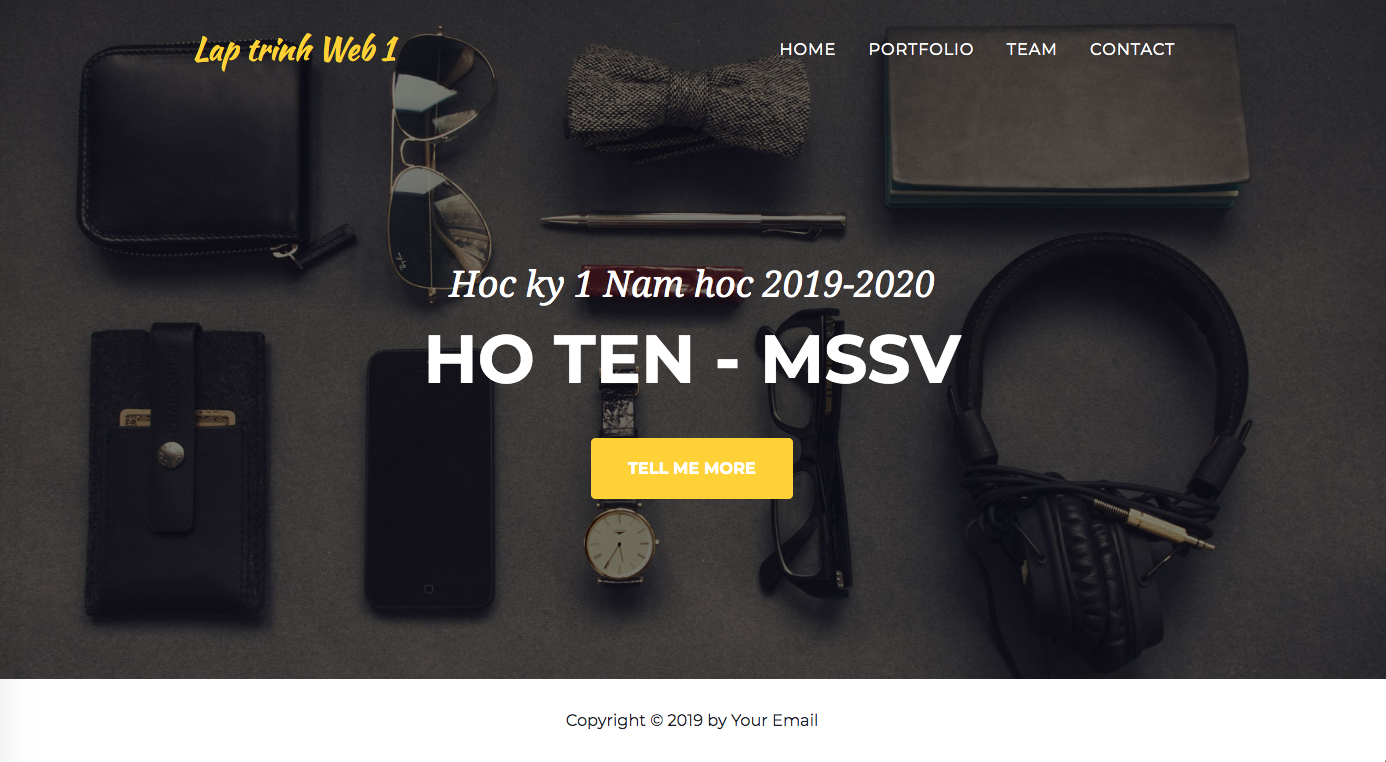 Lap trinh Web 1
HOME PORTFOLIO TEAM CONTACT
Hoc ky 1 Nam hoc 2019-2020
HO TEN - MSSV
TELL ME MORE
Copyright © 2019 by Your Email